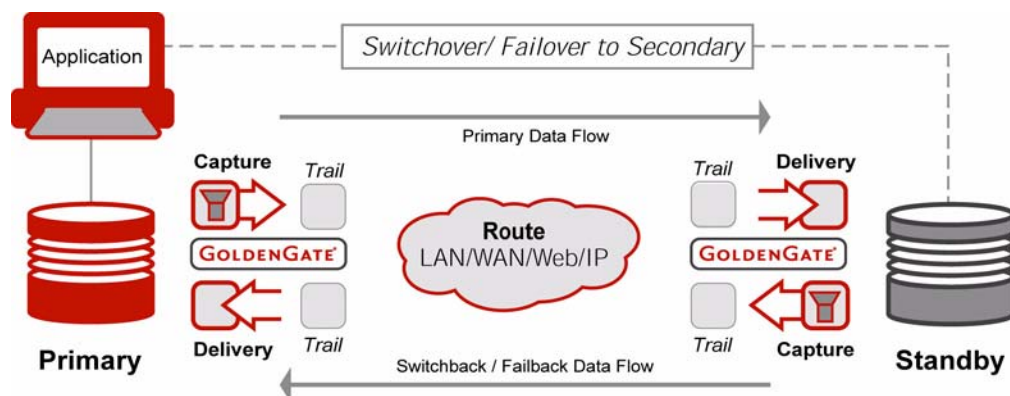 Application
Switchover/ Failover to Secondary
Primary Data Flow
Capture
Trail
Trail
Delivery
Route
LAN/WAN/Web/IP
GOLDENGATE®
GOLDENGATE®
Delivery
Trail
Trail
Capture
Primary
Standby
Switchback / Failback Data Flow